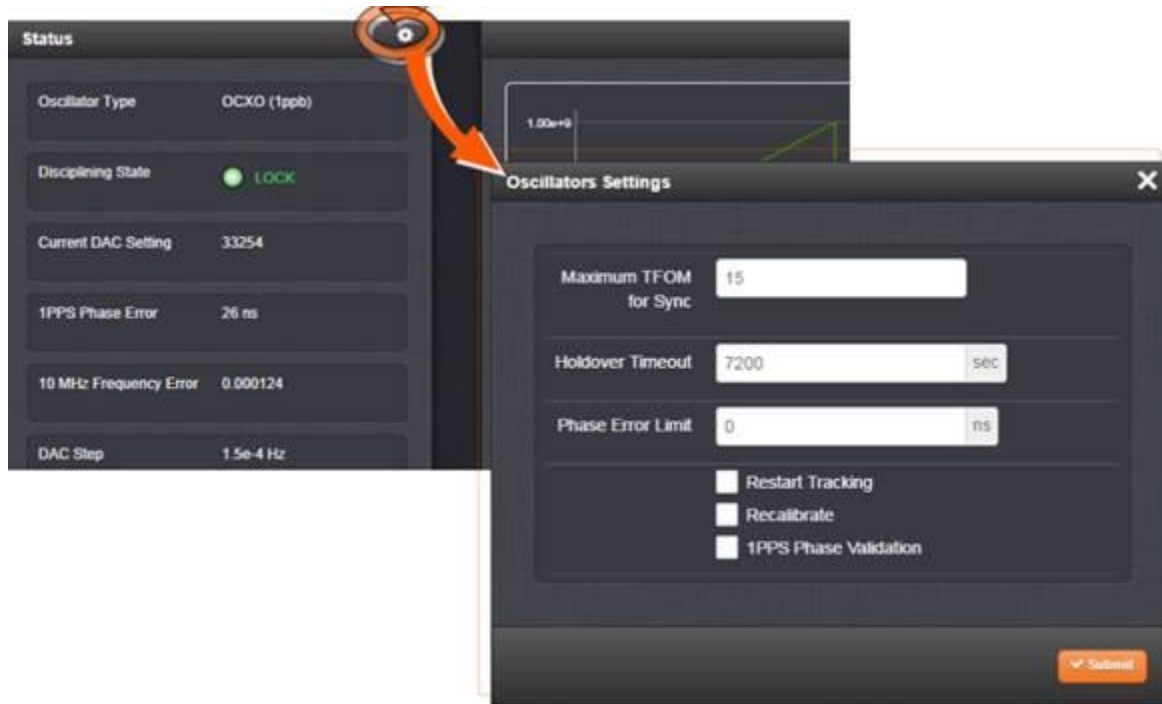 Status
Oscillator Type OCXO (1ppb)
Disciplining State LOCK
Current DAC Setting 33254
1PPS Phase Error 26 ns
10 MHz Frequency Error 0.000124
DAC Step 1.5e-4 Hz
1.00e+9
Oscillators Settings
Maximum TFOM 15
for Sync
Holdover Timeout 7200 sec
Phase Error Limit 0 ns
Restart Tracking
Recalibrate
1PPS Phase Validation
Submit